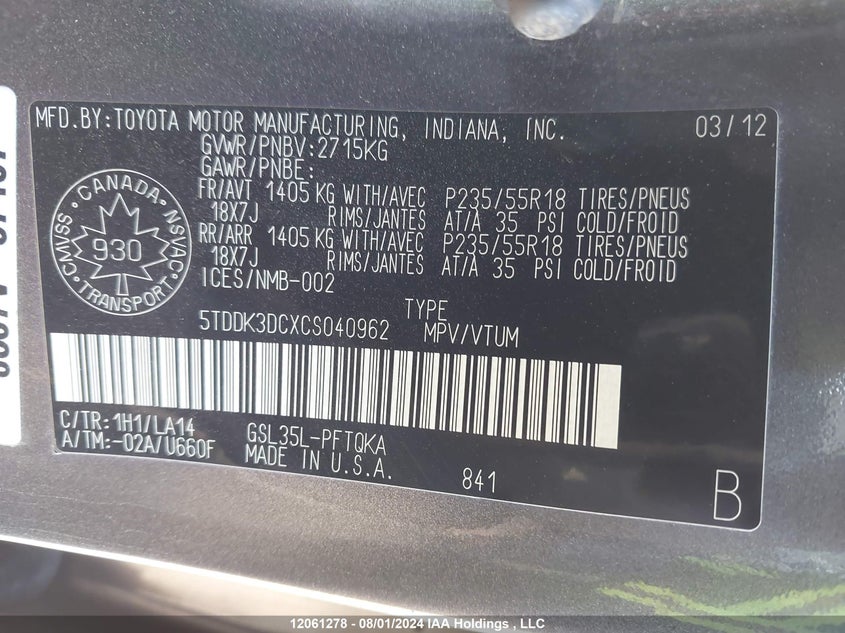 MFD.BY:TOYOTA MOTOR MANUFACTURING, INDIANA, INC. 03/12
GVWR/PNBV:2715KG
GAWR/PNBE:
FR/AVT 1405KG WITH/AVEC P235/55R18 TIRES/PNEUS
18X7J RIMS/JANTES AT/A 35 PSI COLD/FROID
RR/ARR 1405KG WITH/AVEC P235/55R18 TIRES/PNEUS
18X7J RIMS/JANTES AT/A 35 PSI COLD/FROID
ICES/NMB-002
CANADA
CMVSS 930 NSVAC
TRANSPORT
TYPE
5TDDK3DCXCS040962 MPV/VTUM
C/TR:1H1/LA14 GSL35L-PFTQKA
A/TM:-02A/U660F MADE IN U.S.A. 841
B
12061278 - 08/01/2024 IAA Holdings , LLC